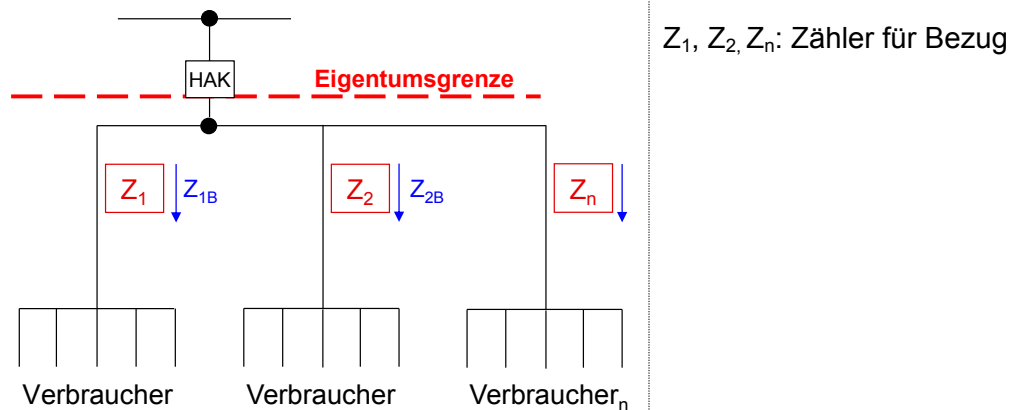 Z₁, Z₂, Zₙ: Zähler für Bezug
HAK
Eigentumsgrenze
Z₁ Z₁B Z₂ Z₂B Zₙ
Verbraucher Verbraucher Verbraucherₙ